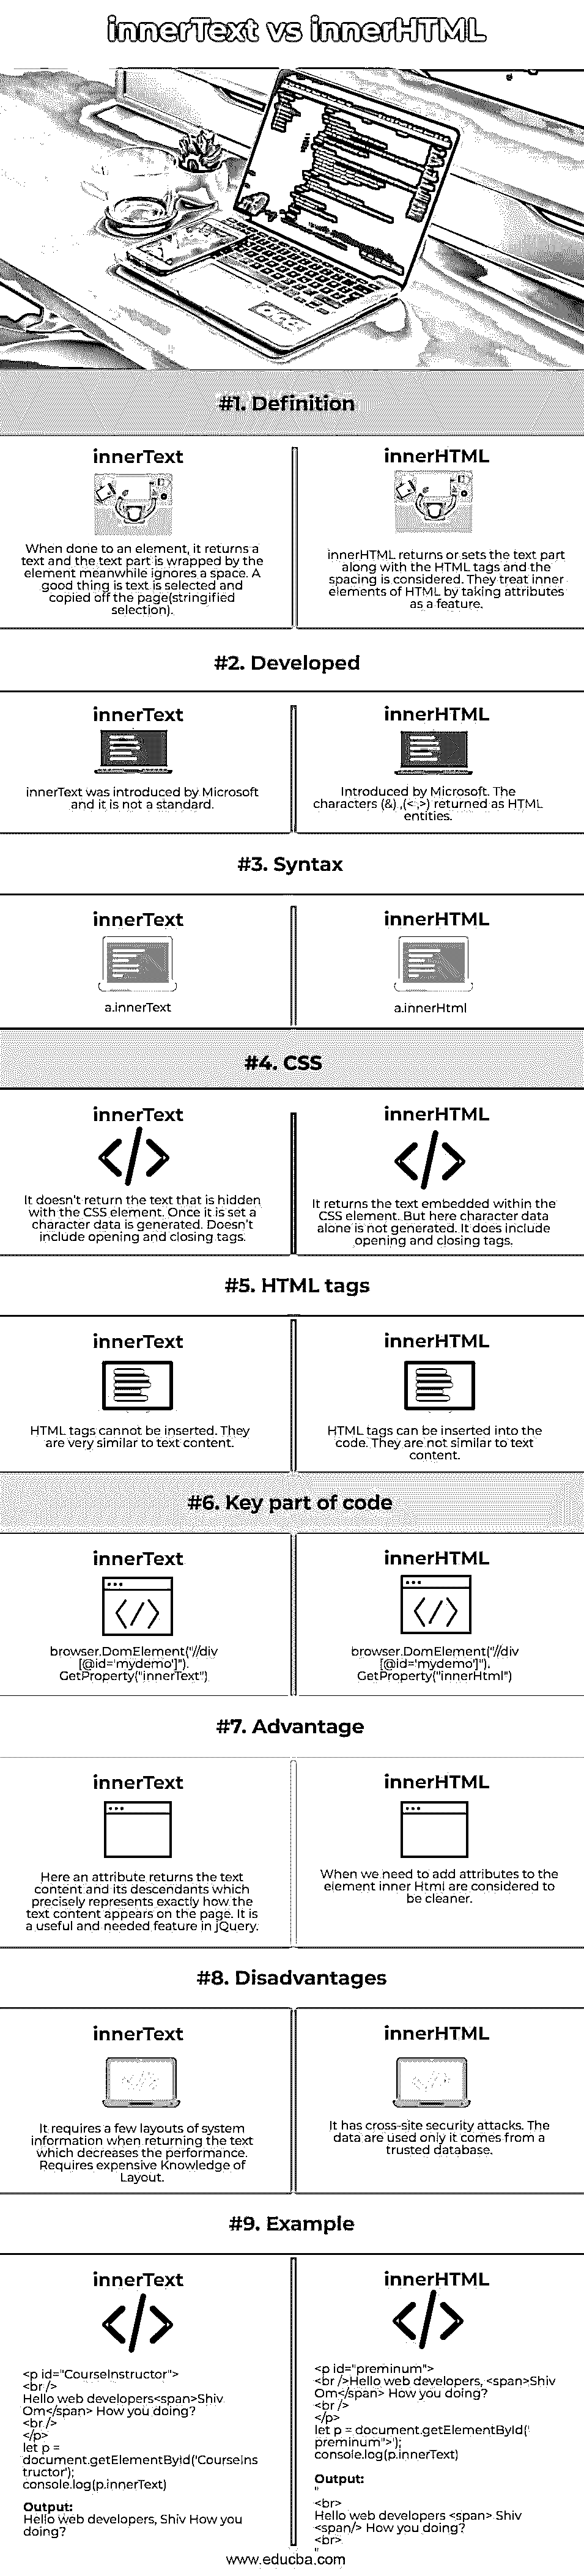 innerText vs innerHTML
#1. Definition
innerText
When done to an element, it returns a
text and the text part is wrapped by the
element meanwhile ignores a space. A
good thing is text is selected and
copied off the page(stringified
selection).
innerHTML
innerHTML returns or sets the text part
along with the HTML tags and the
spacing is considered. They treat inner
elements of HTML by taking attributes
as a feature.
#2. Developed
innerText
innerText was introduced by Microsoft
and it is not a standard.
innerHTML
Introduced by Microsoft. The
characters (&) ,(< >) returned as HTML
entities.
#3. Syntax
innerText
a.innerText
innerHTML
a.innerHtml
#4. CSS
innerText
It doesn't return the text that is hidden
with the CSS element. Once it is set a
character data is generated. Doesn't
include opening and closing tags.
innerHTML
It returns the text embedded within the
CSS element. But here character data
alone is not generated. It does include
opening and closing tags.
#5. HTML tags
innerText
HTML tags cannot be inserted. They
are very similar to text content.
innerHTML
HTML tags can be inserted into the
code. They are not similar to text
content.
#6. Key part of code
innerText
browser.DomElement("//div
[@id='mydemo']").
GetProperty("innerText")
innerHTML
browser.DomElement("//div
[@id='mydemo']").
GetProperty("innerHtml")
#7. Advantage
innerText
Here an attribute returns the text
content and its descendants which
precisely represents exactly how the
text content appears on the page. It is
a useful and needed feature in jQuery.
innerHTML
When we need to add attributes to the
element inner Html are considered to
be cleaner.
#8. Disadvantages
innerText
It requires a few layouts of system
information when returning the text
which decreases the performance.
Requires expensive Knowledge of
Layout.
innerHTML
It has cross-site security attacks. The
data are used only it comes from a
trusted database.
#9. Example
innerText
<p id="CourseInstructor">
<br />
Hello web developers<span>Shiv
Om</span> How you doing?
<br />
</p>
let p =
document.getElementById('Courseins
tructor');
console.log(p.innerText)
Output:
Hello web developers, Shiv How you
doing?
innerHTML
<p id="preminum">
<br />Hello web developers, <span>Shiv
Om</span> How you doing?
<br />
</p>
let p = document.getElementById('
preminum">');
console.log(p.innerText)
Output:
"
<br>
Hello web developers <span> Shiv
<span/> How you doing?
<br>
"
www.educba.com